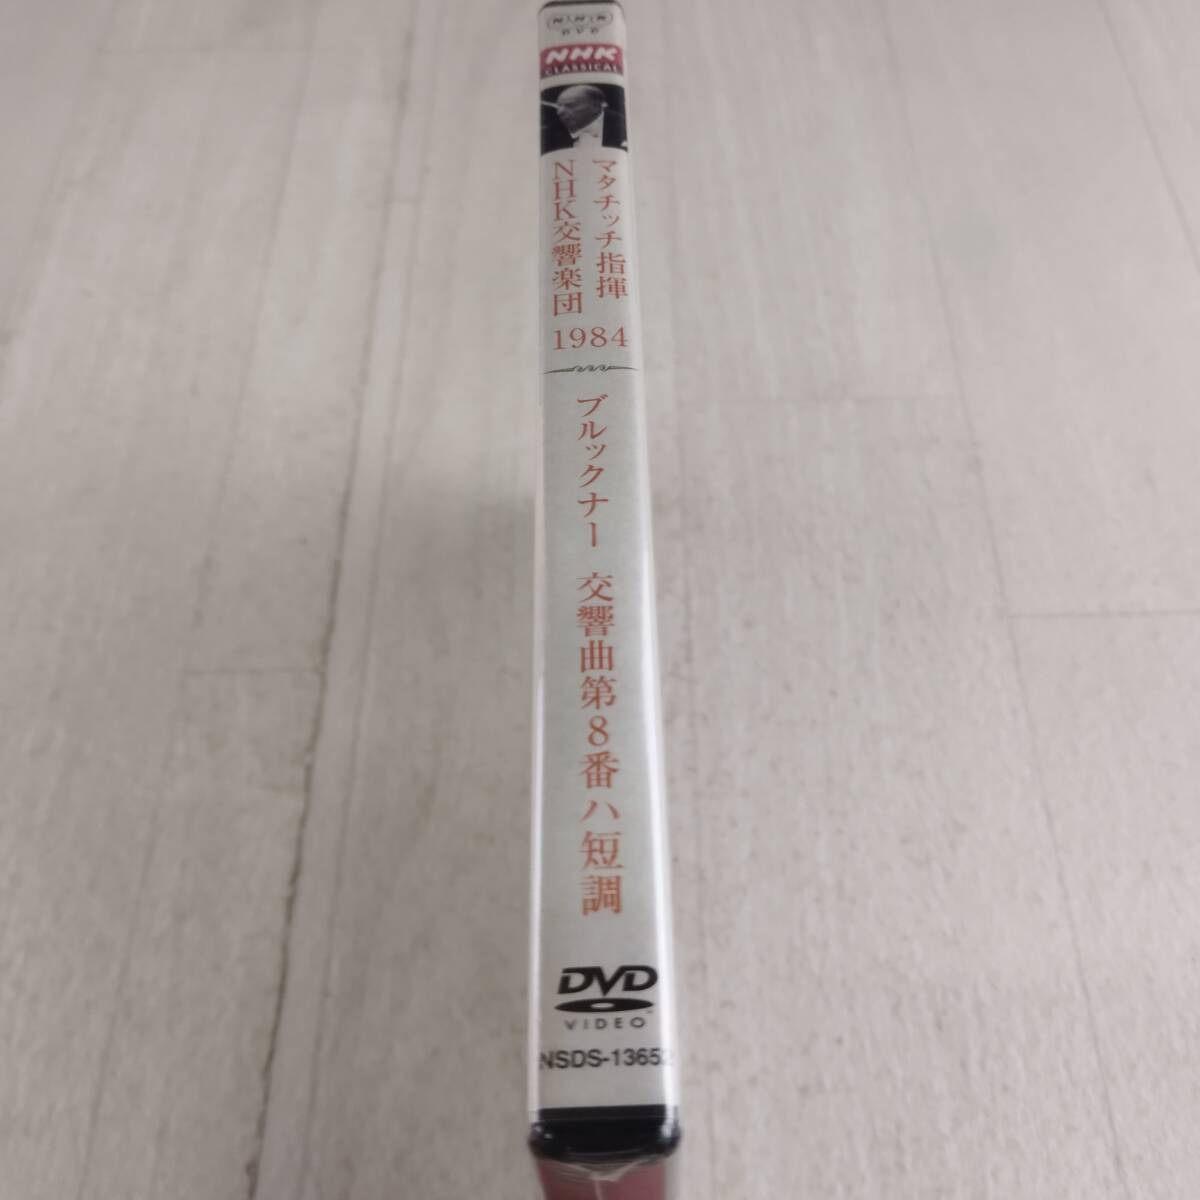 NHK
DVD
NHK
CLASSICAL
マタチッチ指揮
NHK交響楽団
1984
ブルックナー 交響曲第8番ハ短調
DVD
VIDEO
NSDS-13652